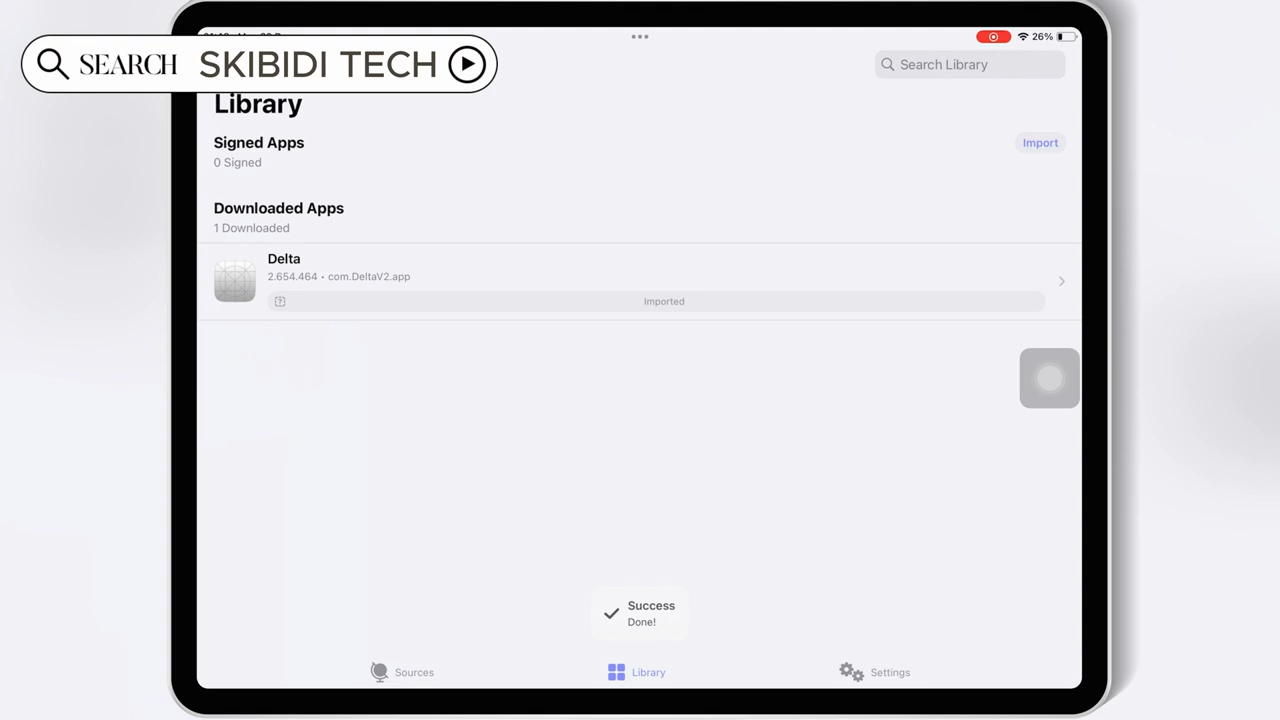 SEARCH SKIBIDI TECH
26%
Search Library
Library
Signed Apps
Import
0 Signed
Downloaded Apps
1 Downloaded
Delta
2.654.464 • com.DeltaV2.app
Imported
Success
Done!
Sources
Library
Settings